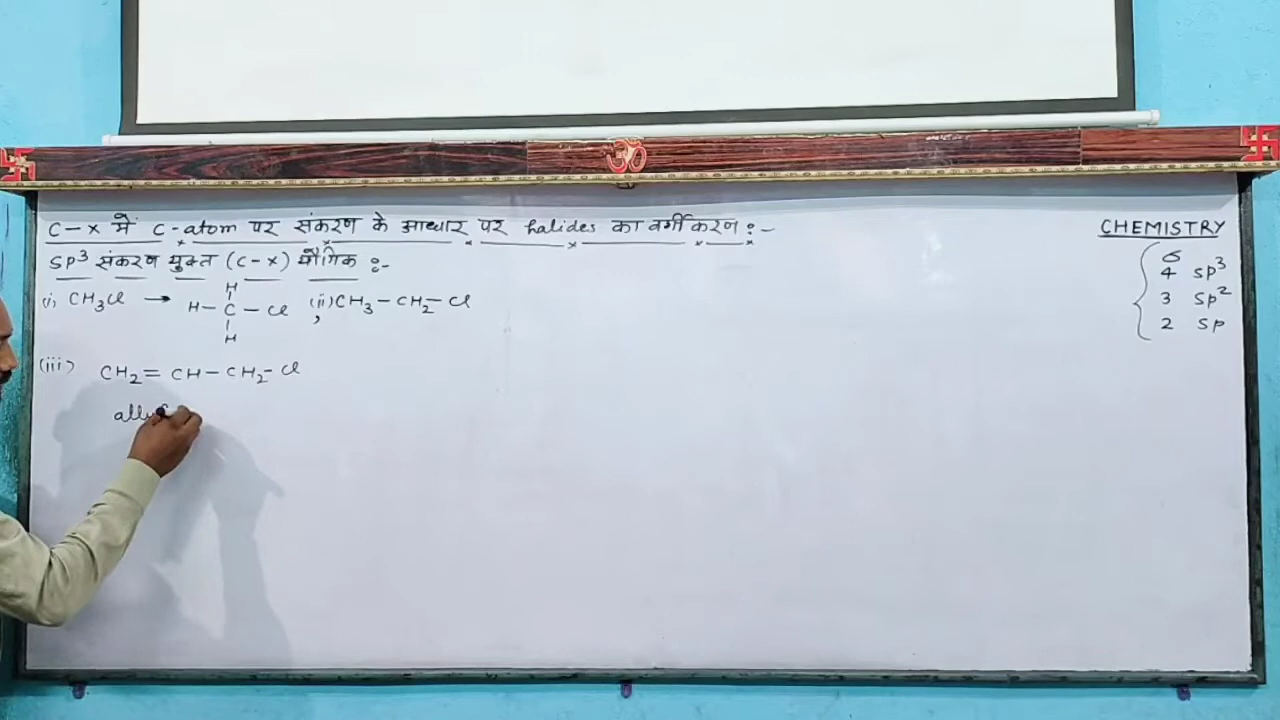 C-X में C-atom पर संकरण के आधार पर halides का वर्गीकरण :-
SP³ संकरण युक्त (C-X) यौगिक :-
(i) CH₃Cl → H-C-Cl , (ii) CH₃-CH₂-Cl
H
H
(iii) CH₂=CH-CH₂-Cl
CHEMISTRY
σ
4 SP³
3 SP²
2 SP
ॐ